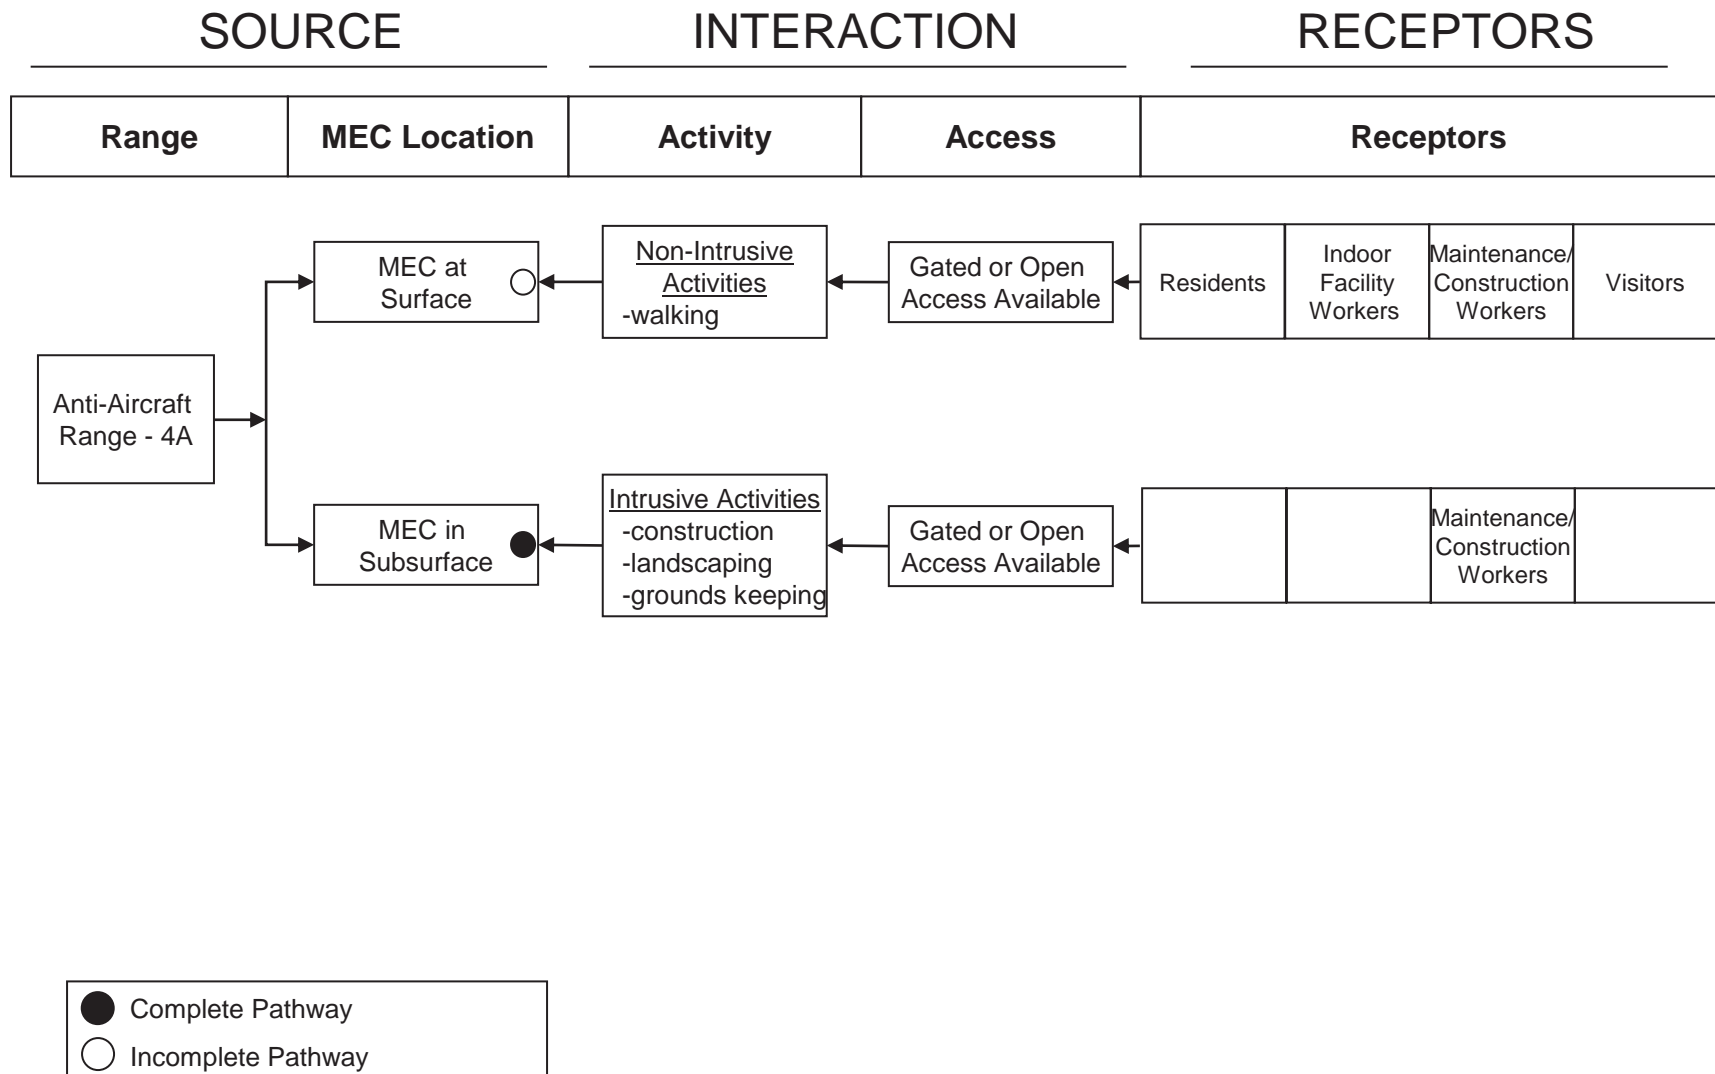 SOURCE
INTERACTION
RECEPTORS
Range
MEC Location
Activity
Access
Receptors
MEC at
Surface
Non-Intrusive
Activities
-walking
Gated or Open
Access Available
Residents
Indoor
Facility
Workers
Maintenance/
Construction
Workers
Visitors
Anti-Aircraft
Range - 4A
MEC in
Subsurface
Intrusive Activities
-construction
-landscaping
-grounds keeping
Gated or Open
Access Available
Maintenance/
Construction
Workers
Complete Pathway
Incomplete Pathway